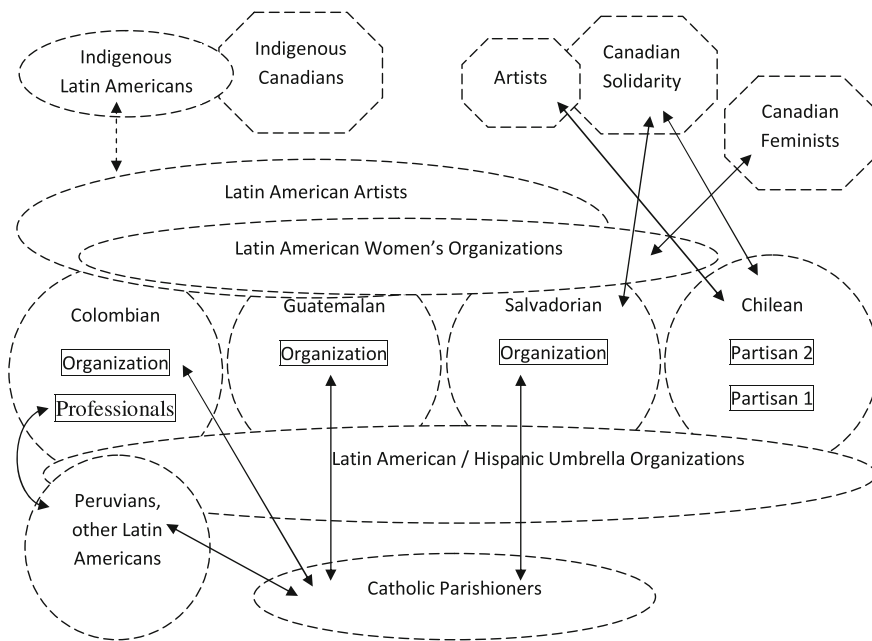 Indigenous
Latin Americans
Indigenous
Canadians
Artists
Canadian
Solidarity
Canadian
Feminists
Latin American Artists
Latin American Women's Organizations
Colombian
Organization
Professionals
Guatemalan
Organization
Salvadorian
Organization
Chilean
Partisan 2
Partisan 1
Latin American / Hispanic Umbrella Organizations
Peruvians,
other Latin
Americans
Catholic Parishioners